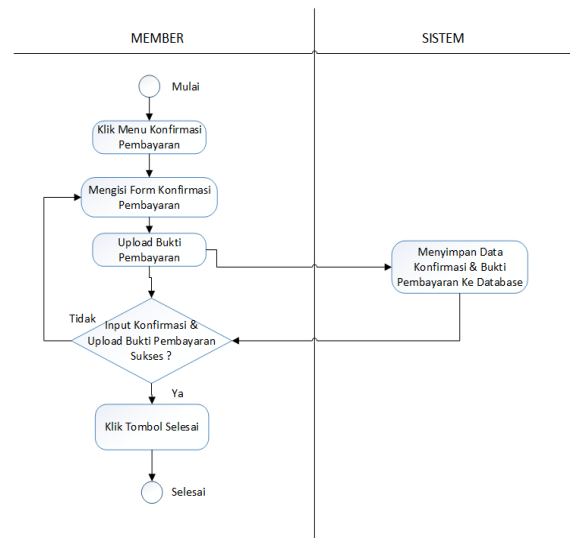 MEMBER
SISTEM
Mulai
Klik Menu Konfirmasi
Pembayaran
Mengisi Form Konfirmasi
Pembayaran
Upload Bukti
Pembayaran
Menyimpan Data
Konfirmasi & Bukti
Pembayaran Ke Database
Tidak
Input Konfirmasi &
Upload Bukti Pembayaran
Sukses ?
Ya
Klik Tombol Selesai
Selesai